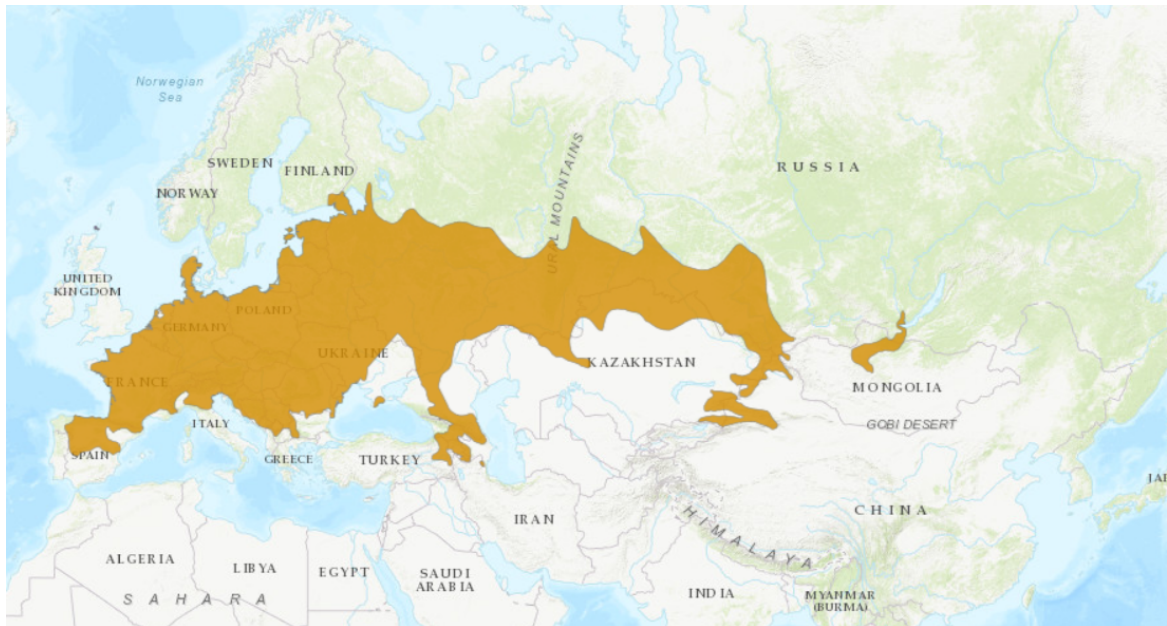 Norwegian
Sea
SWEDEN
FINLAND
NORWAY
RUSSIA
URAL MOUNTAINS
UNITED
KINGDOM
POLAND
GERMANY
UKRAINE
KAZAKHSTAN
FRANCE
MONGOLIA
ITALY
GOBI DESERT
SPAIN
GREECE
TURKEY
JA
CHINA
IRAN
HIMALAYA
ALGERIA
LIBYA
EGYPT
SAUDI
ARABIA
INDIA
MYANMAR
(BURMA)
SAHARA